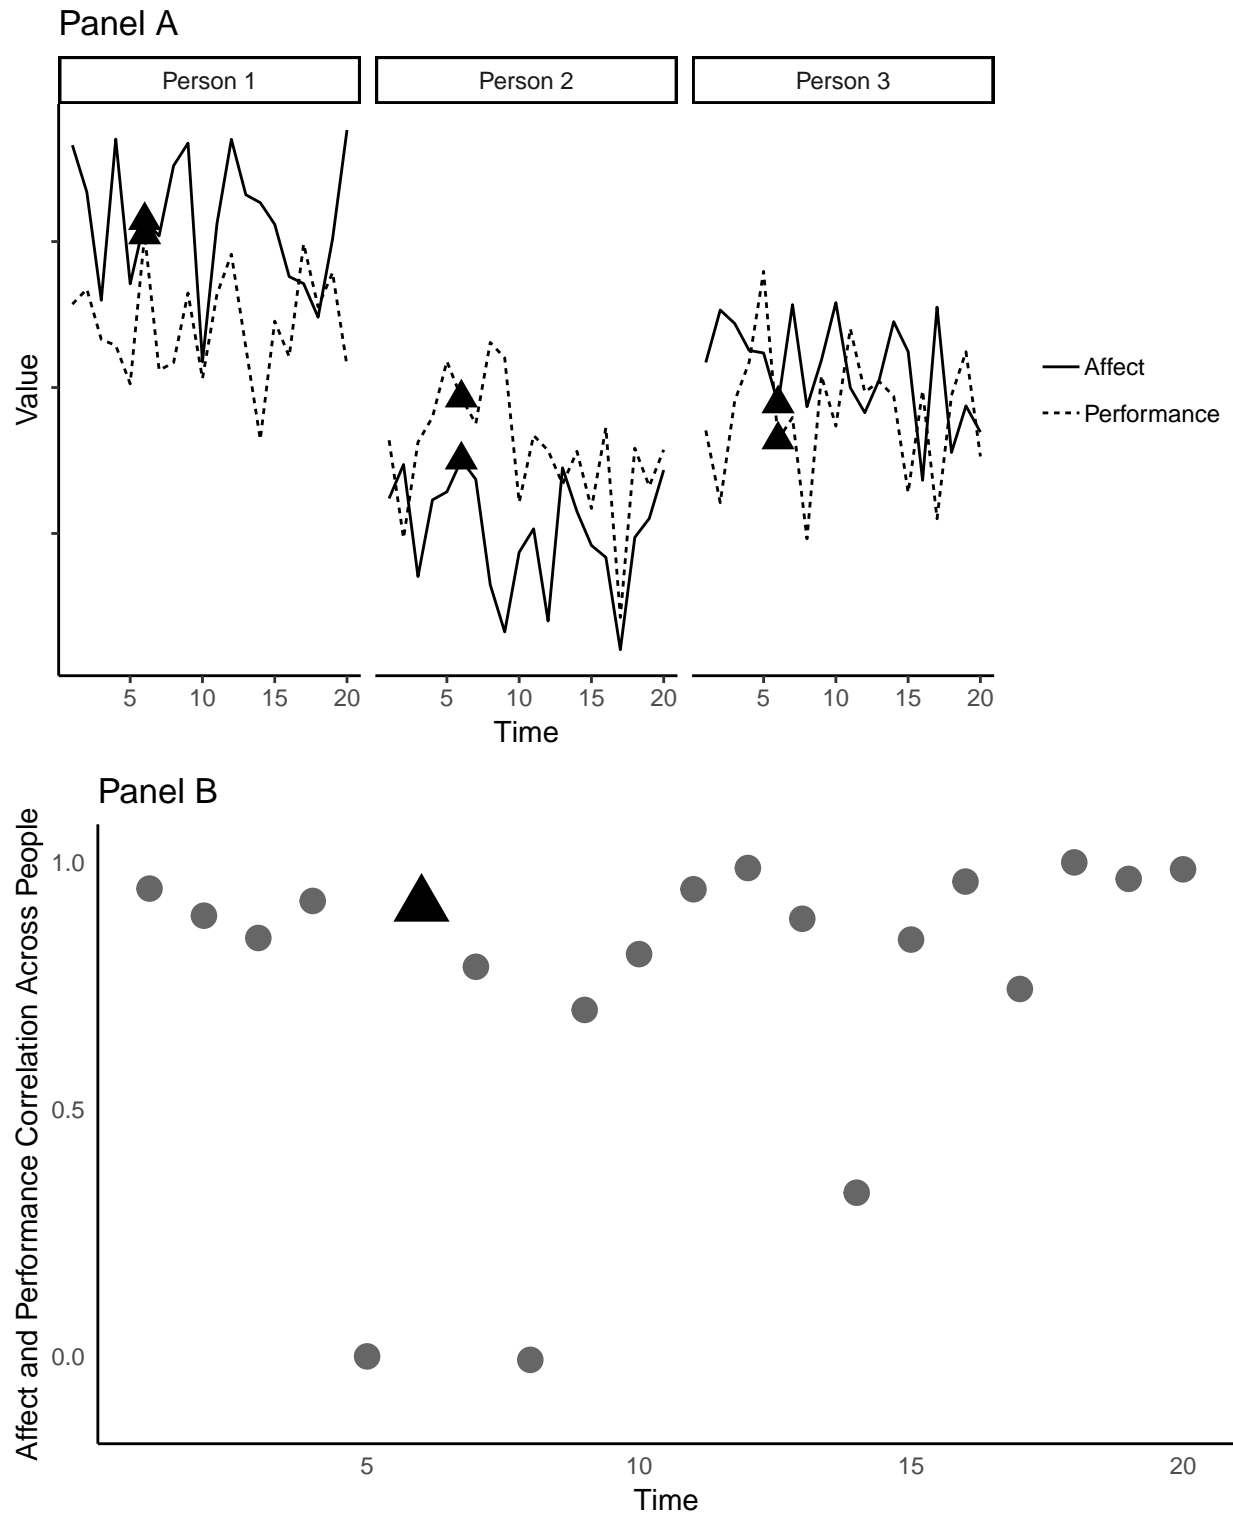 Panel A
Person 1 Person 2 Person 3
Value
Affect
Performance
5 10 15 20 5 10 15 20 5 10 15 20
Time
Panel B
Affect and Performance Correlation Across People
1.0
0.5
0.0
5 10 15 20
Time